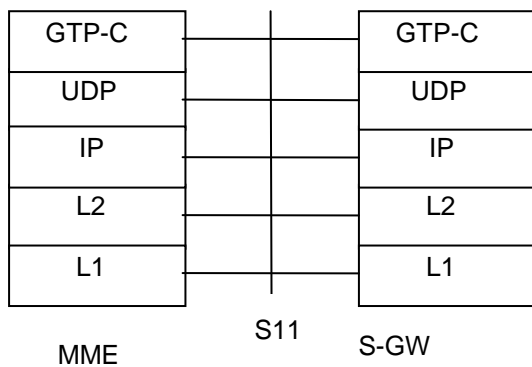 GTP-C GTP-C
UDP UDP
IP IP
L2 L2
L1 L1
S11
MME S-GW